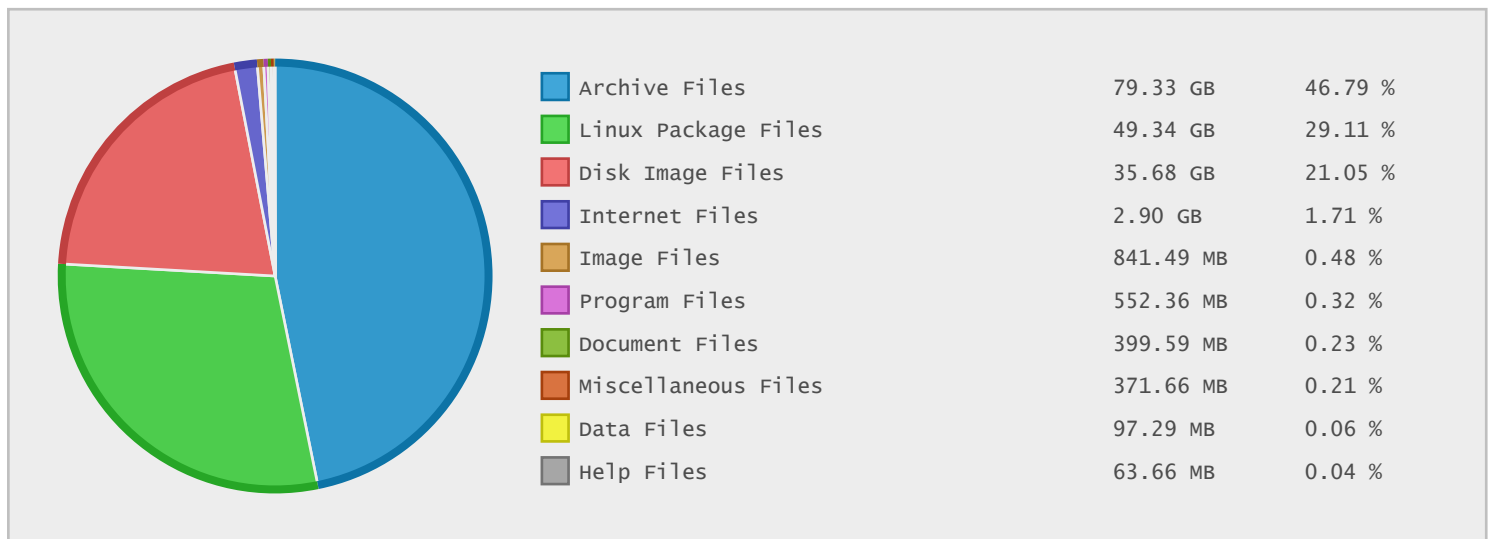 Archive Files 79.33 GB 46.79 %
Linux Package Files 49.34 GB 29.11 %
Disk Image Files 35.68 GB 21.05 %
Internet Files 2.90 GB 1.71 %
Image Files 841.49 MB 0.48 %
Program Files 552.36 MB 0.32 %
Document Files 399.59 MB 0.23 %
Miscellaneous Files 371.66 MB 0.21 %
Data Files 97.29 MB 0.06 %
Help Files 63.66 MB 0.04 %